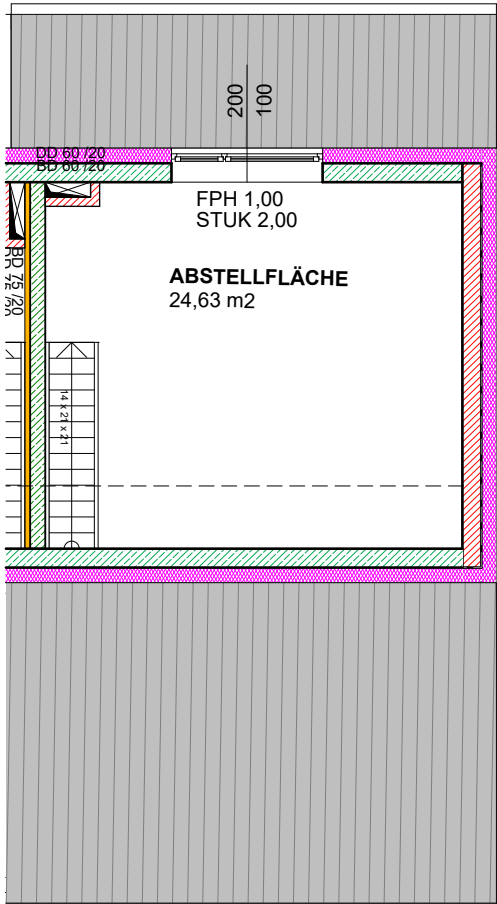 200
100
DD 60 /20
BD 60 /20
FPH 1,00
STUK 2,00
ABSTELLFLÄCHE
24,63 m2
BD 75 /20
14 x 21 x 21